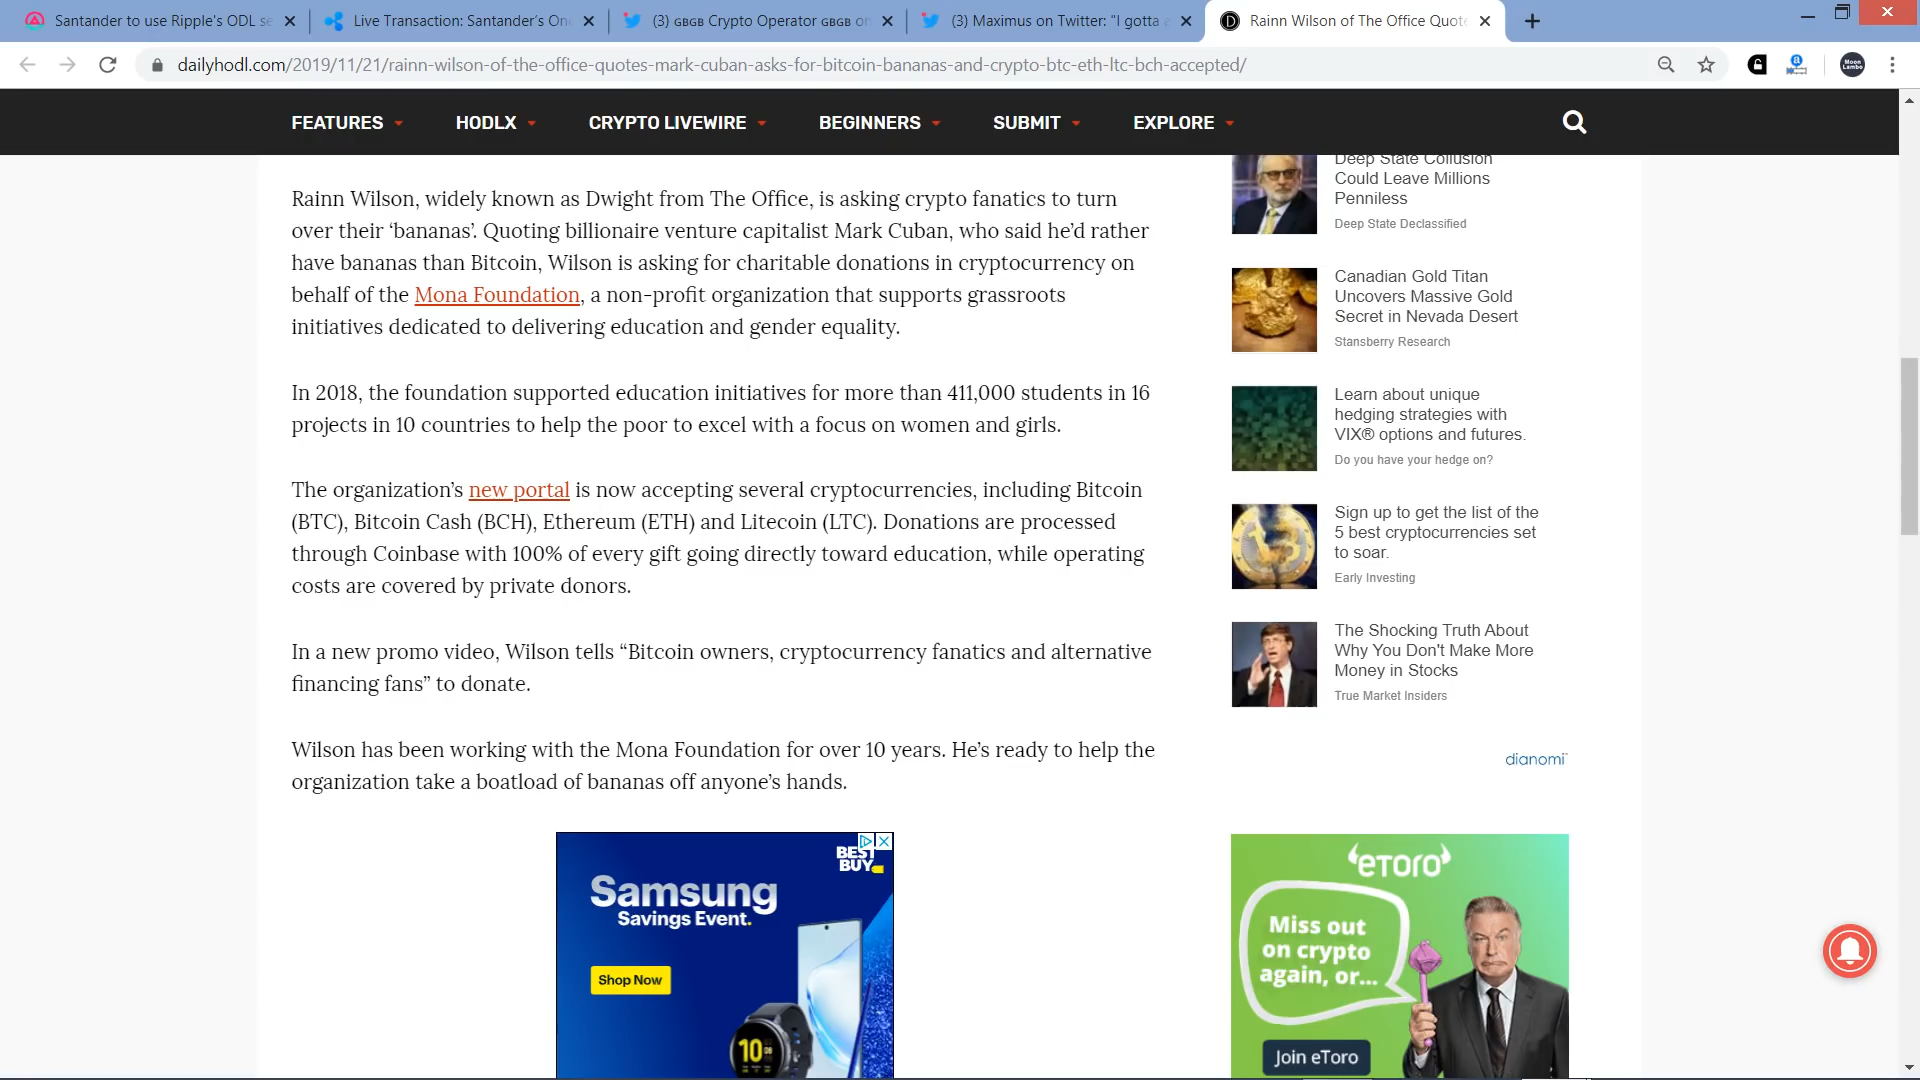 Santander to use Ripple's ODL se
Live Transaction: Santander's On
(3) GBGB Crypto Operator GBGB on
(3) Maximus on Twitter: "I gotta a
Rainn Wilson of The Office Quot
dailyhodl.com/2019/11/21/rainn-wilson-of-the-office-quotes-mark-cuban-asks-for-bitcoin-bananas-and-crypto-btc-eth-ltc-bch-accepted/
FEATURES HODLX CRYPTO LIVEWIRE BEGINNERS SUBMIT EXPLORE
Rainn Wilson, widely known as Dwight from The Office, is asking crypto fanatics to turn
over their ‘bananas’. Quoting billionaire venture capitalist Mark Cuban, who said he’d rather
have bananas than Bitcoin, Wilson is asking for charitable donations in cryptocurrency on
behalf of the Mona Foundation, a non-profit organization that supports grassroots
initiatives dedicated to delivering education and gender equality.
In 2018, the foundation supported education initiatives for more than 411,000 students in 16
projects in 10 countries to help the poor to excel with a focus on women and girls.
The organization’s new portal is now accepting several cryptocurrencies, including Bitcoin
(BTC), Bitcoin Cash (BCH), Ethereum (ETH) and Litecoin (LTC). Donations are processed
through Coinbase with 100% of every gift going directly toward education, while operating
costs are covered by private donors.
In a new promo video, Wilson tells “Bitcoin owners, cryptocurrency fanatics and alternative
financing fans” to donate.
Wilson has been working with the Mona Foundation for over 10 years. He’s ready to help the
organization take a boatload of bananas off anyone’s hands.
Deep State Collusion
Could Leave Millions
Penniless
Deep State Declassified
Canadian Gold Titan
Uncovers Massive Gold
Secret in Nevada Desert
Stansberry Research
Learn about unique
hedging strategies with
VIX® options and futures.
Do you have your hedge on?
Sign up to get the list of the
5 best cryptocurrencies set
to soar.
Early Investing
The Shocking Truth About
Why You Don't Make More
Money in Stocks
True Market Insiders
dianomi
BEST
BUY
Samsung
Savings Event.
Shop Now
10
eToro
Miss out
on crypto
again, or...
Join eToro